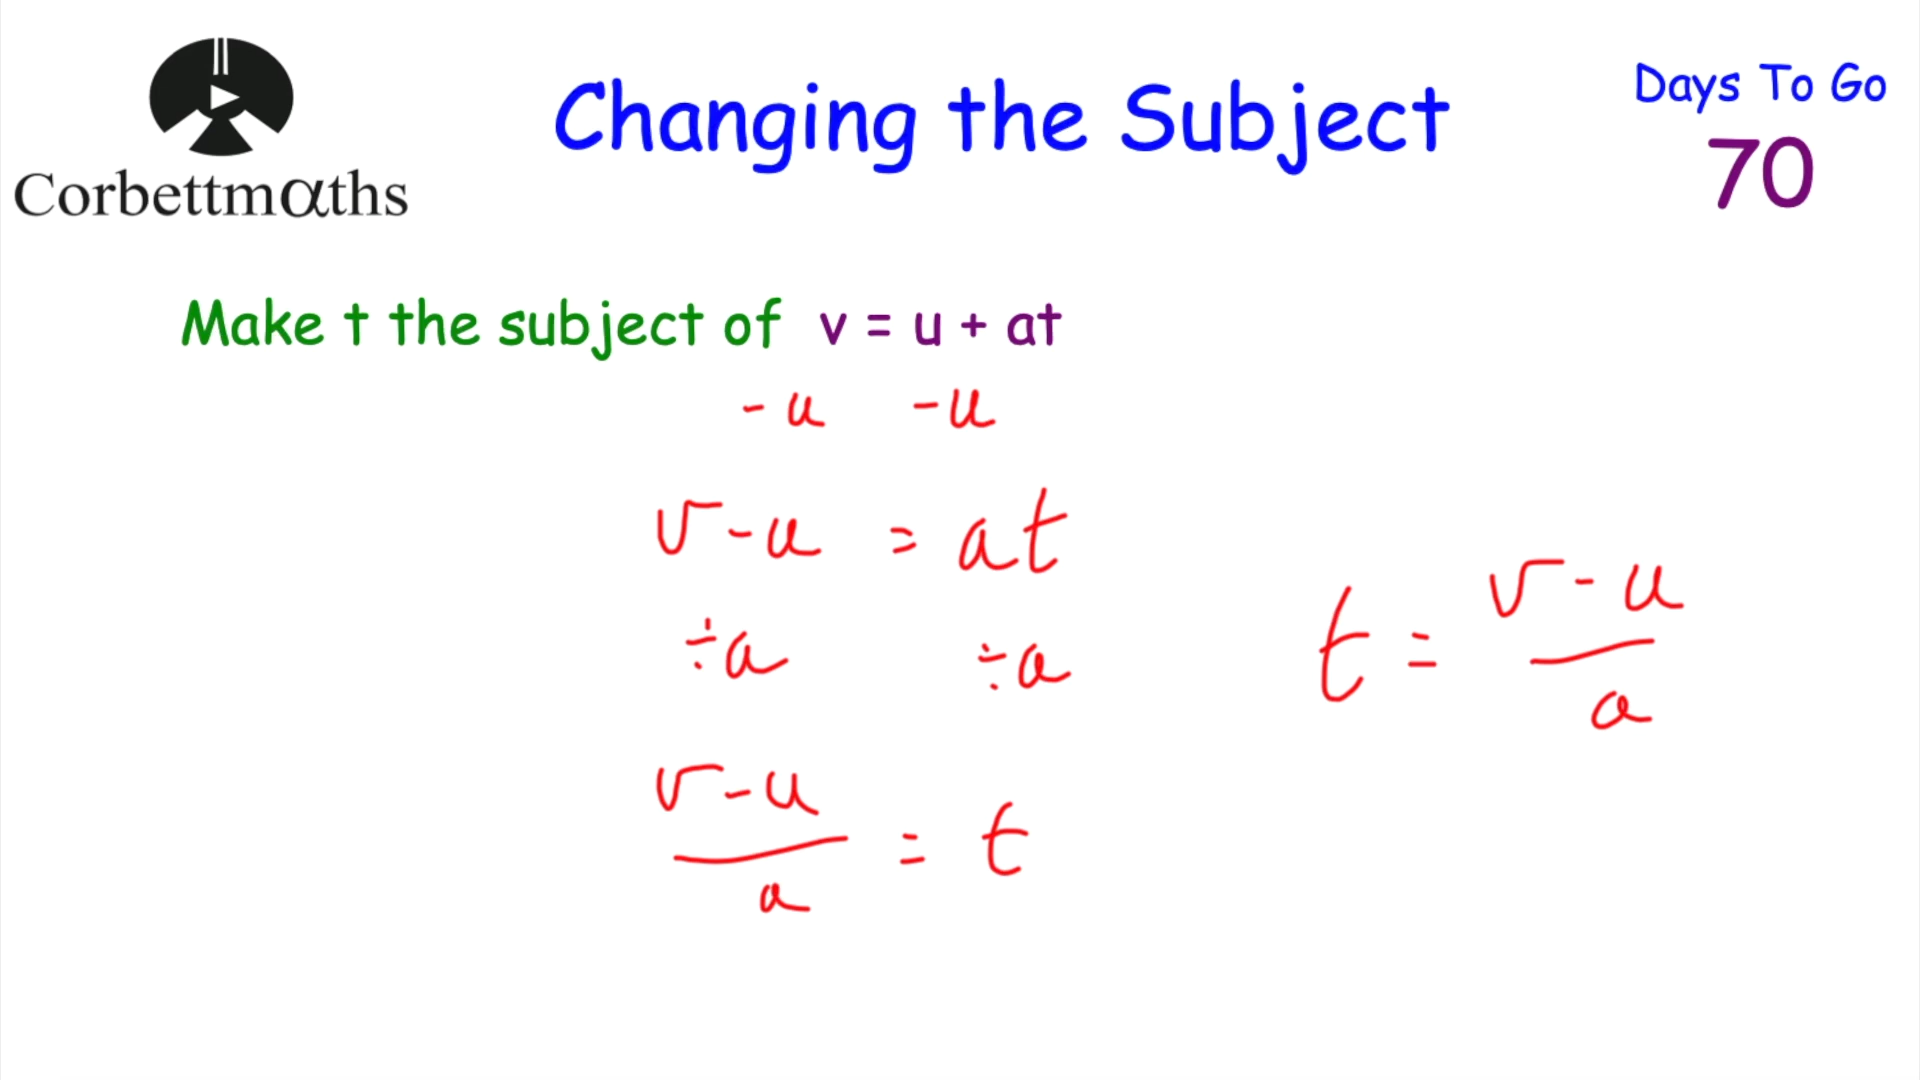 Corbettmαths
Changing the Subject
Days To Go
70
Make t the subject of v = u + at
-u -u
v-u = at
÷a ÷a
v-u
a
= t
t = v-u
a